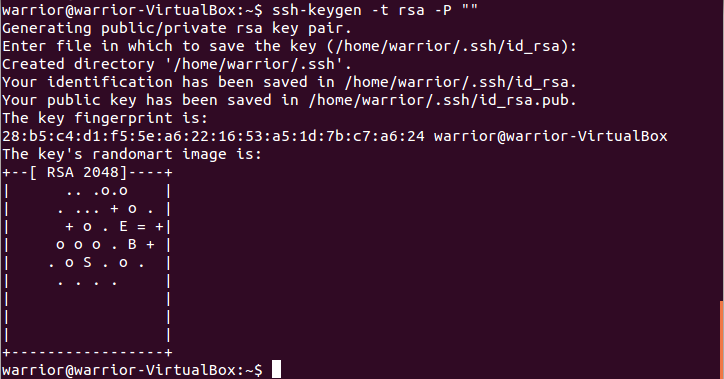 warrior@warrior-VirtualBox:~$ ssh-keygen -t rsa -P ""
Generating public/private rsa key pair.
Enter file in which to save the key (/home/warrior/.ssh/id_rsa):
Created directory '/home/warrior/.ssh'.
Your identification has been saved in /home/warrior/.ssh/id_rsa.
Your public key has been saved in /home/warrior/.ssh/id_rsa.pub.
The key fingerprint is:
28:b5:c4:d1:f5:5e:a6:22:16:53:a5:1d:7b:c7:a6:24 warrior@warrior-VirtualBox
The key's randomart image is:
+--[ RSA 2048]----+
|      .. .o.o    |
|     . ... + o . |
|      + o . E = +|
|     o o o . B + |
|    . o S . o .  |
|     . . . .     |
|                 |
|                 |
|                 |
+-----------------+
warrior@warrior-VirtualBox:~$